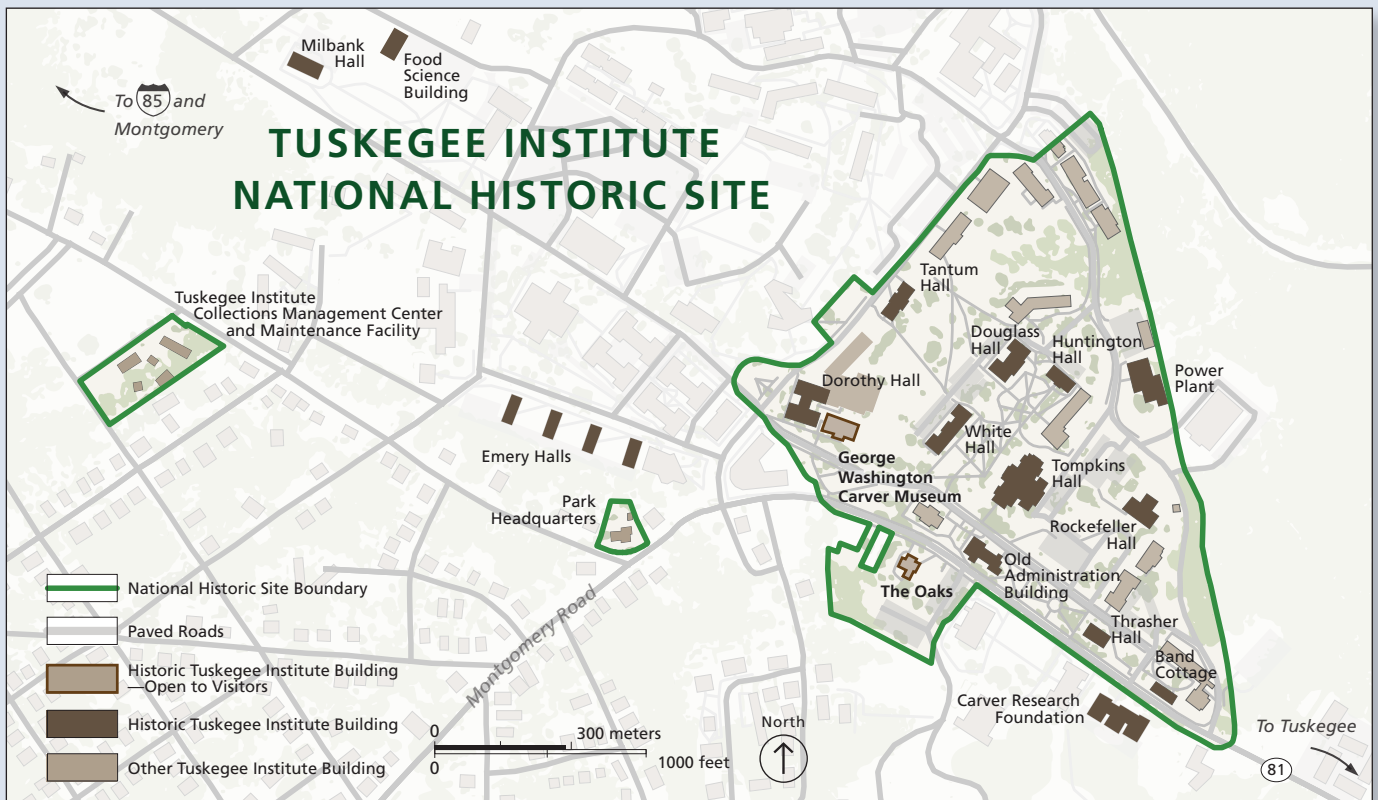 Milbank
Hall
Food
Science
Building
To 85 and
Montgomery
TUSKEGEE INSTITUTE
NATIONAL HISTORIC SITE
Tuskegee Institute
Collections Management Center
and Maintenance Facility
Tantum
Hall
Douglass
Hall
Huntington
Hall
Power
Plant
Dorothy Hall
White
Hall
George
Washington
Carver Museum
Tompkins
Hall
Emery Halls
Park
Headquarters
Rockefeller
Hall
Old
Administration
Building
The Oaks
Thrasher
Hall
Band
Cottage
Carver Research
Foundation
Montgomery Road
National Historic Site Boundary
Paved Roads
Historic Tuskegee Institute Building
—Open to Visitors
Historic Tuskegee Institute Building
Other Tuskegee Institute Building
0 300 meters
0 1000 feet
North
To Tuskegee
81